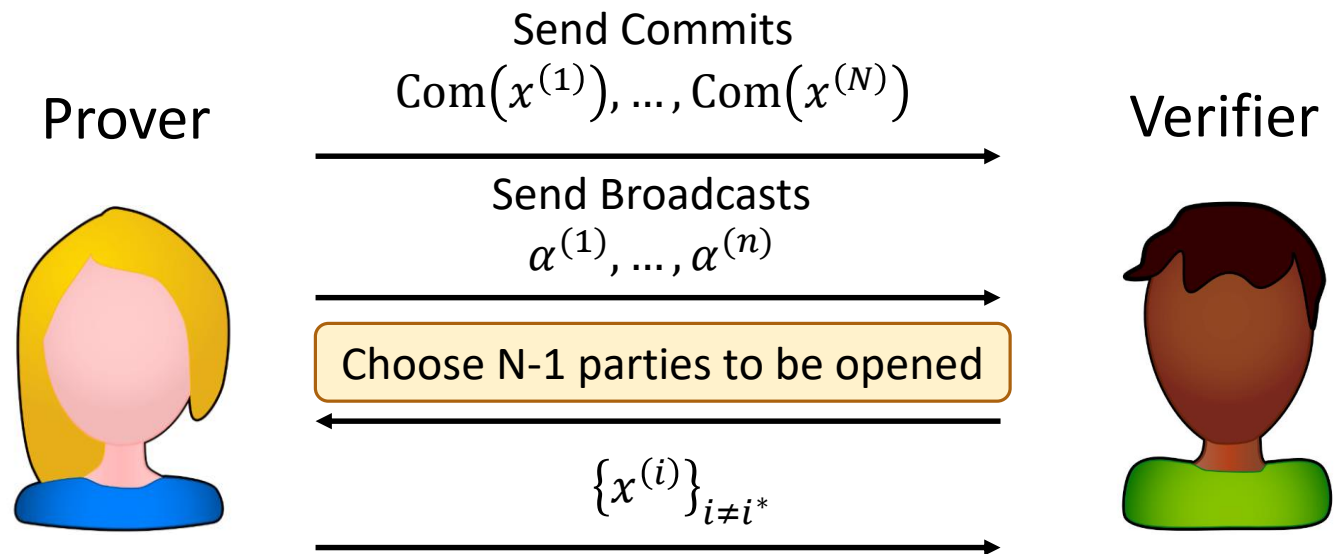 Send Commits
Com(x^(1)), ... , Com(x^(N))
Prover
Verifier
Send Broadcasts
α^(1), ... , α^(n)
Choose N-1 parties to be opened
{x^(i)}_{i≠i*}